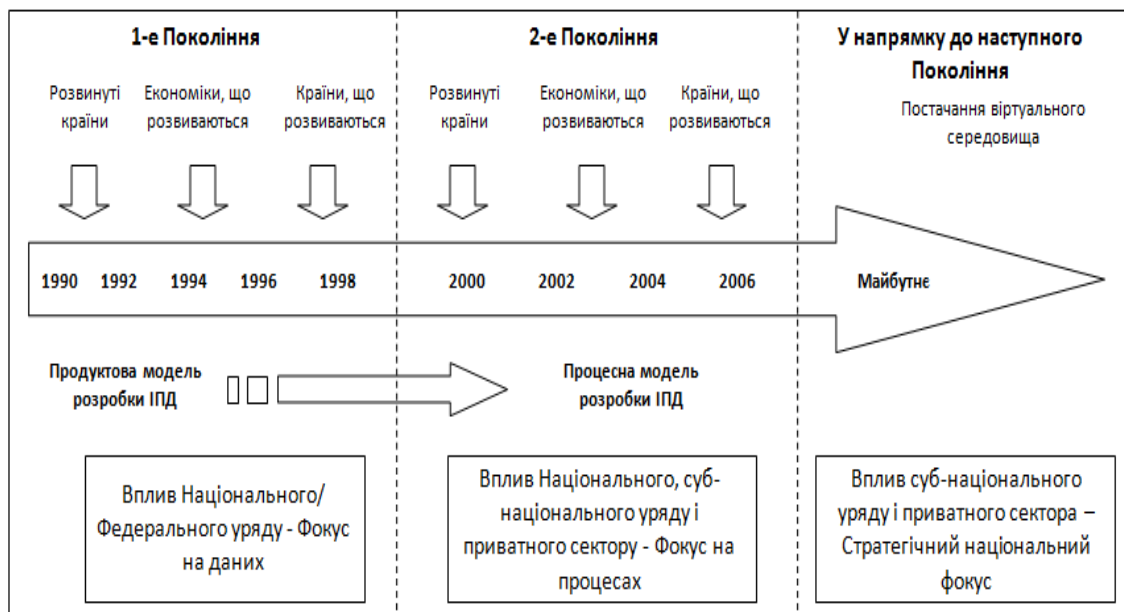 1-е Покоління
Розвинуті
країни
Економіки, що
розвиваються
Країни, що
розвиваються
2-е Покоління
Розвинуті
країни
Економіки, що
розвиваються
Країни, що
розвиваються
У напрямку до наступного
Покоління
Постачання віртуального
середовища
1990 1992 1994 1996 1998 2000 2002 2004 2006 Майбутнє
Продуктова модель
розробки ІПД
Процесна модель
розробки ІПД
Вплив Національного/
Федерального уряду - Фокус
на даних
Вплив Національного, суб-
національного уряду і
приватного сектору - Фокус на
процесах
Вплив суб-національного
уряду і приватного сектора –
Стратегічний національний
фокус